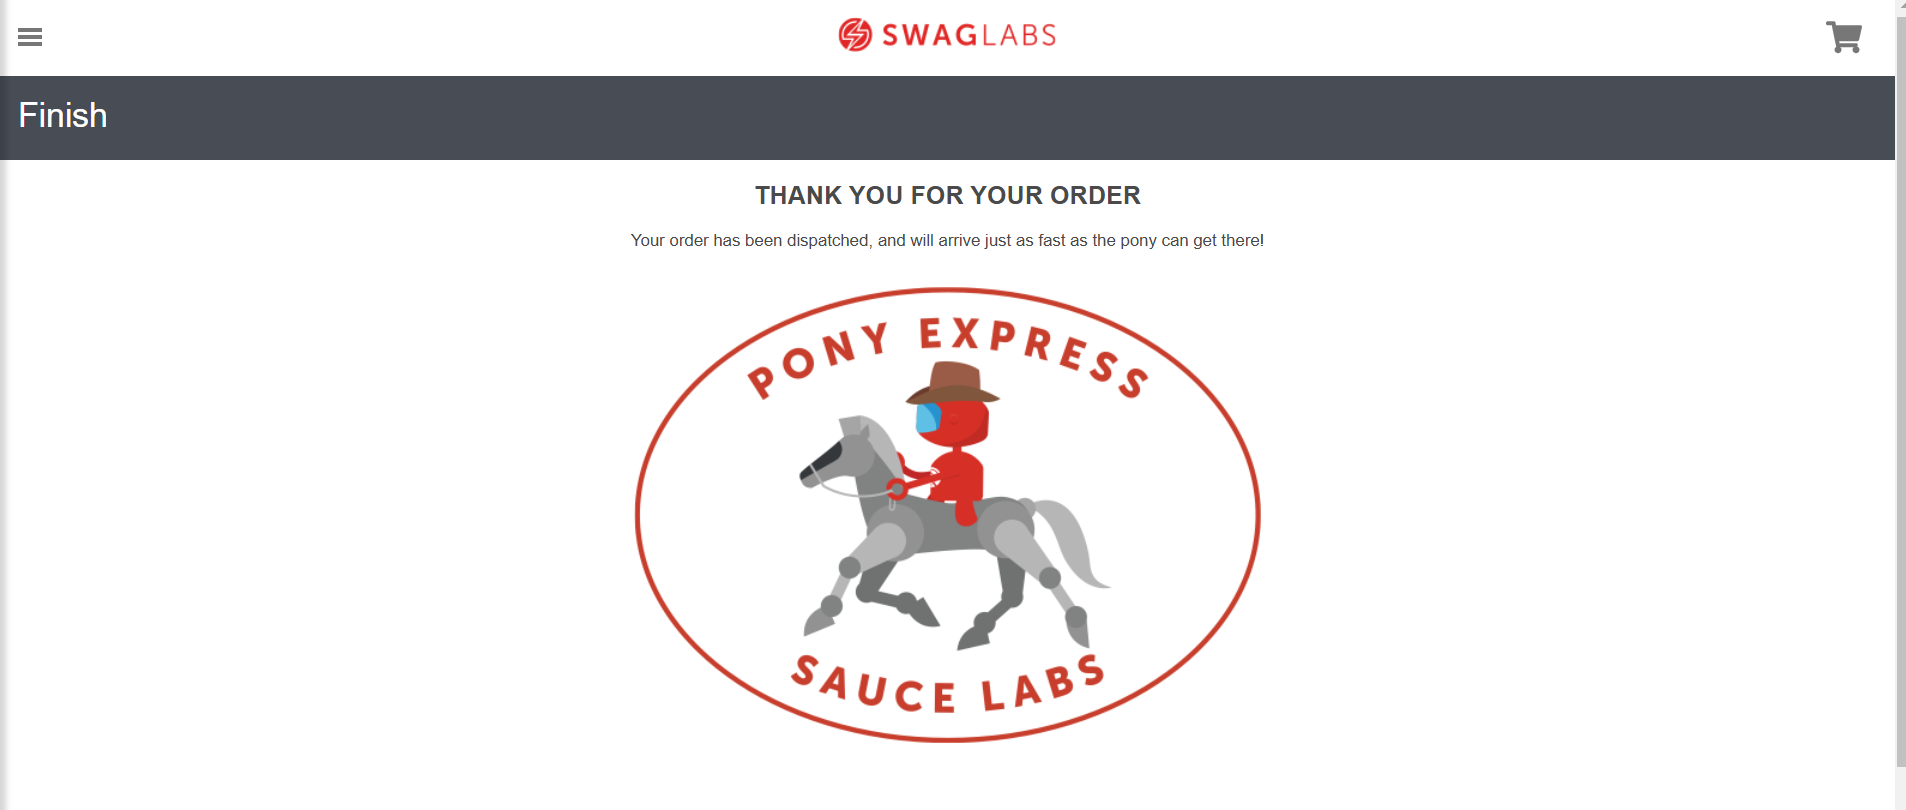 SWAGLABS
Finish
THANK YOU FOR YOUR ORDER
Your order has been dispatched, and will arrive just as fast as the pony can get there!
PONY EXPRESS
SAUCE LABS